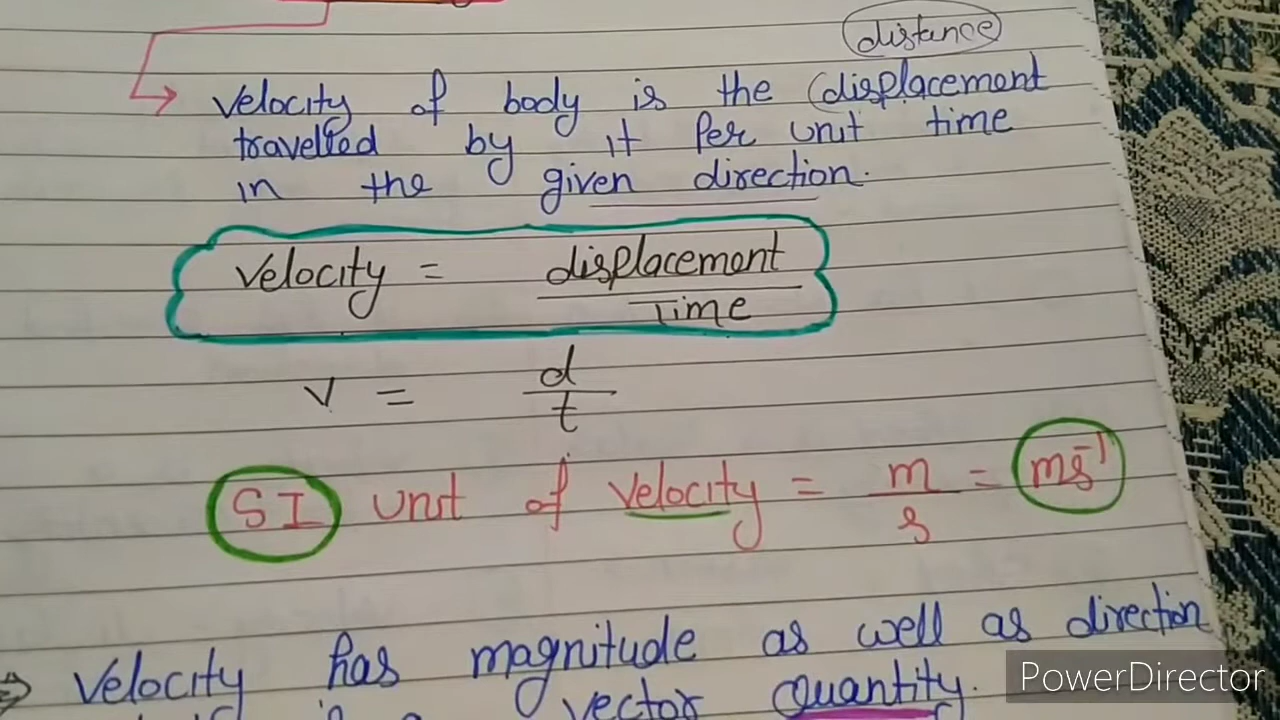 distance
Velocity of body is the displacement
travelled by it Per unit time
in the given direction.
Velocity = displacement
Time
V = d
t
SI unit of velocity = m/s = ms⁻¹
⇒ Velocity has magnitude as well as direction
vector quantity.
PowerDirector